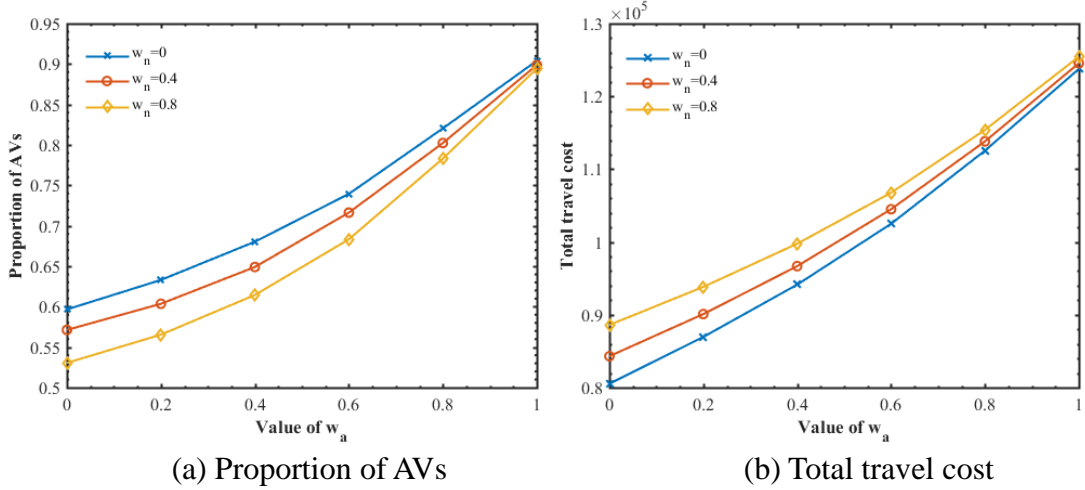 0.95
0.9
0.85
0.8
0.75
0.7
0.65
0.6
0.55
0.5
Proportion of AVs
w_n=0
w_n=0.4
w_n=0.8
0 0.2 0.4 0.6 0.8 1
Value of w_a
(a) Proportion of AVs
×10^5
1.3
1.2
1.1
1
0.9
0.8
Total travel cost
w_n=0
w_n=0.4
w_n=0.8
0 0.2 0.4 0.6 0.8 1
Value of w_a
(b) Total travel cost